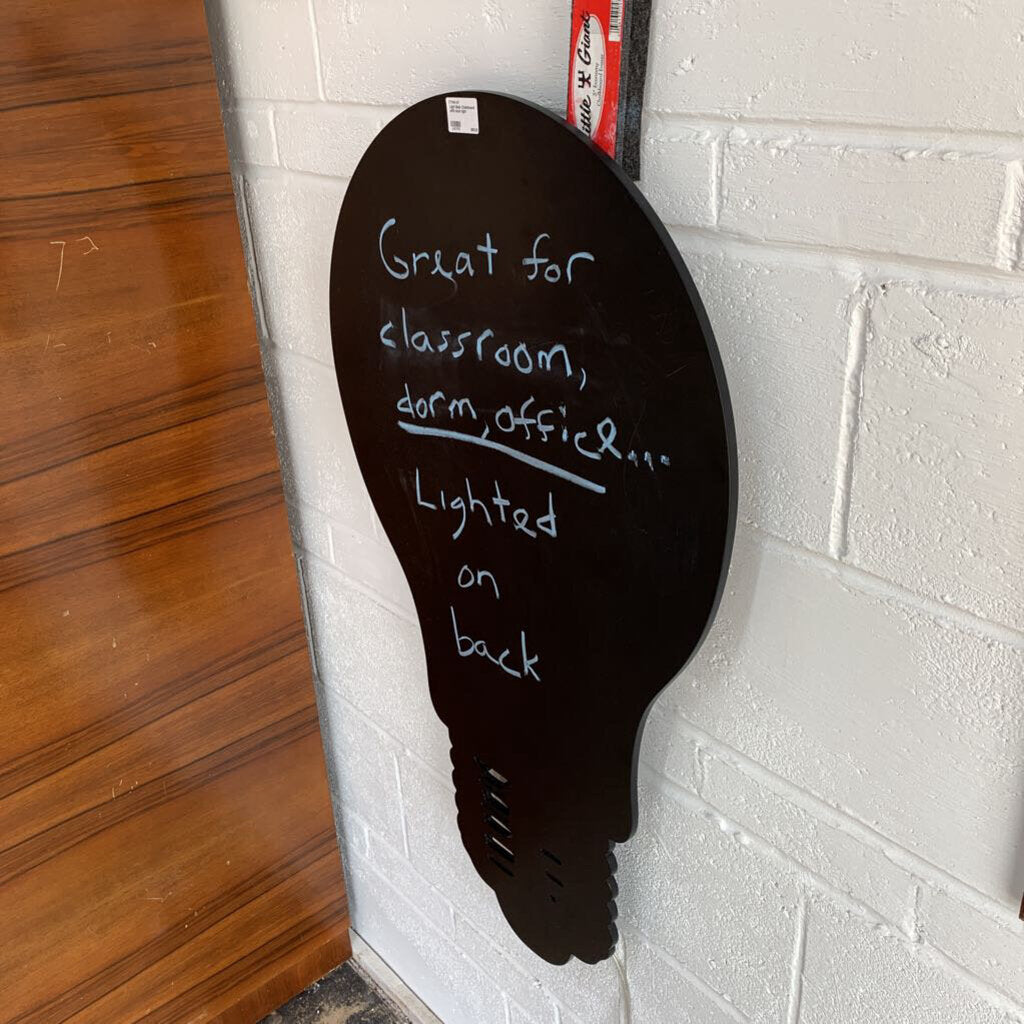 Little Giant
Great for
classroom,
dorm, office...
Lighted
on
back